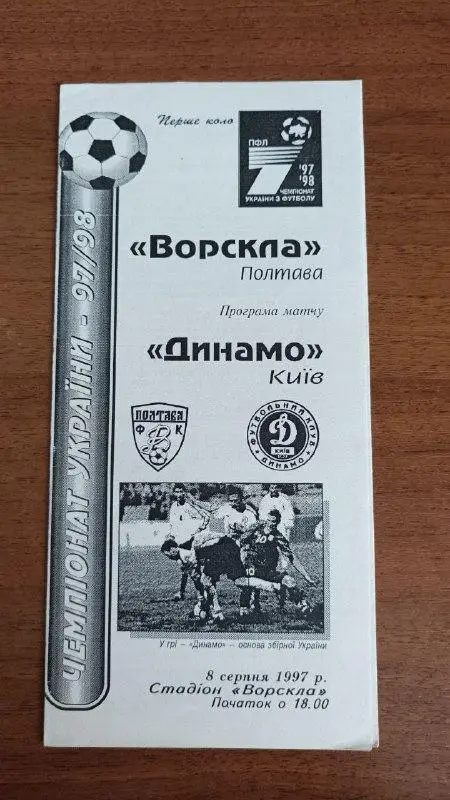 Перше коло
ПФЛ
'97
'98
ЧЕМПІОНАТ
УКРАЇНИ З ФУТБОЛУ
ЧЕМПІОНАТ УКРАЇНИ - 97/98
«Ворскла»
Полтава
Програма матчу
«Динамо»
Київ
ПОЛТАВА
Ф К
ФУТБОЛЬНИЙ КЛУБ
Д
КИЇВ
ДИНАМО
У грі – «Динамо» – основа збірної України
8 серпня 1997 р.
Стадіон «Ворскла»
Початок о 18.00